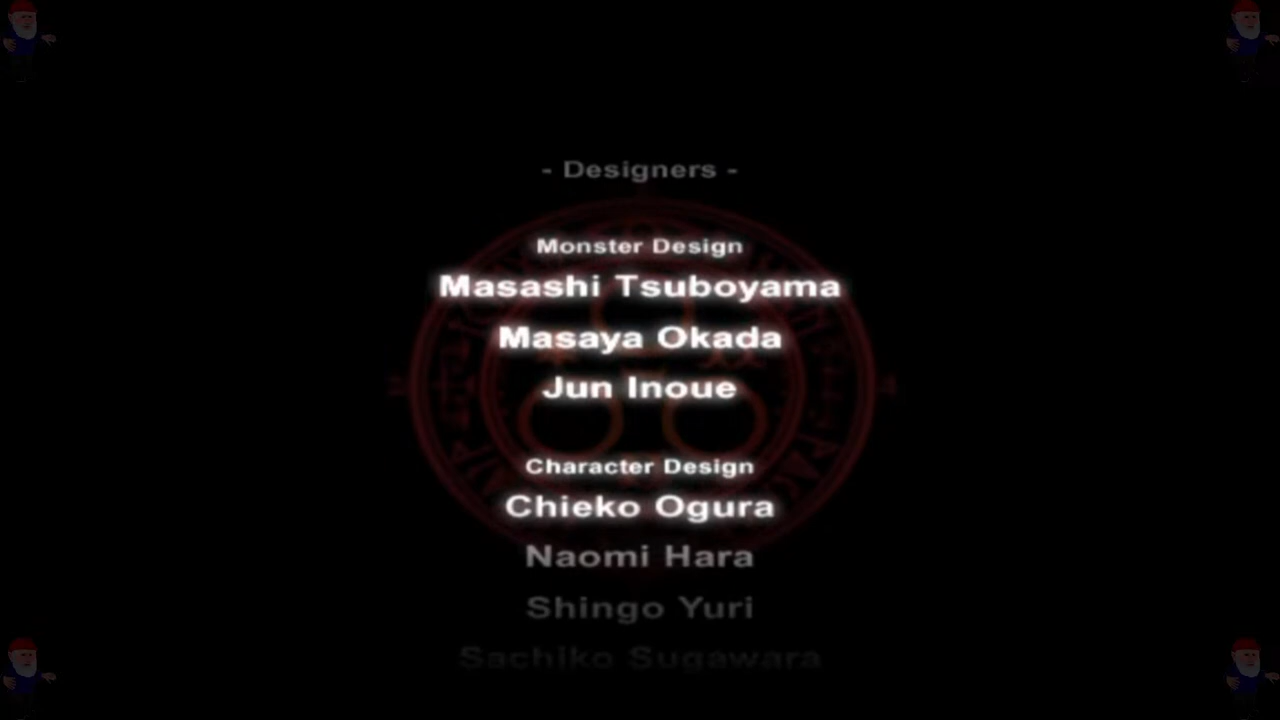 - Designers -
Monster Design
Masashi Tsuboyama
Masaya Okada
Jun Inoue
Character Design
Chieko Ogura
Naomi Hara
Shingo Yuri
Sachiko Sugawara